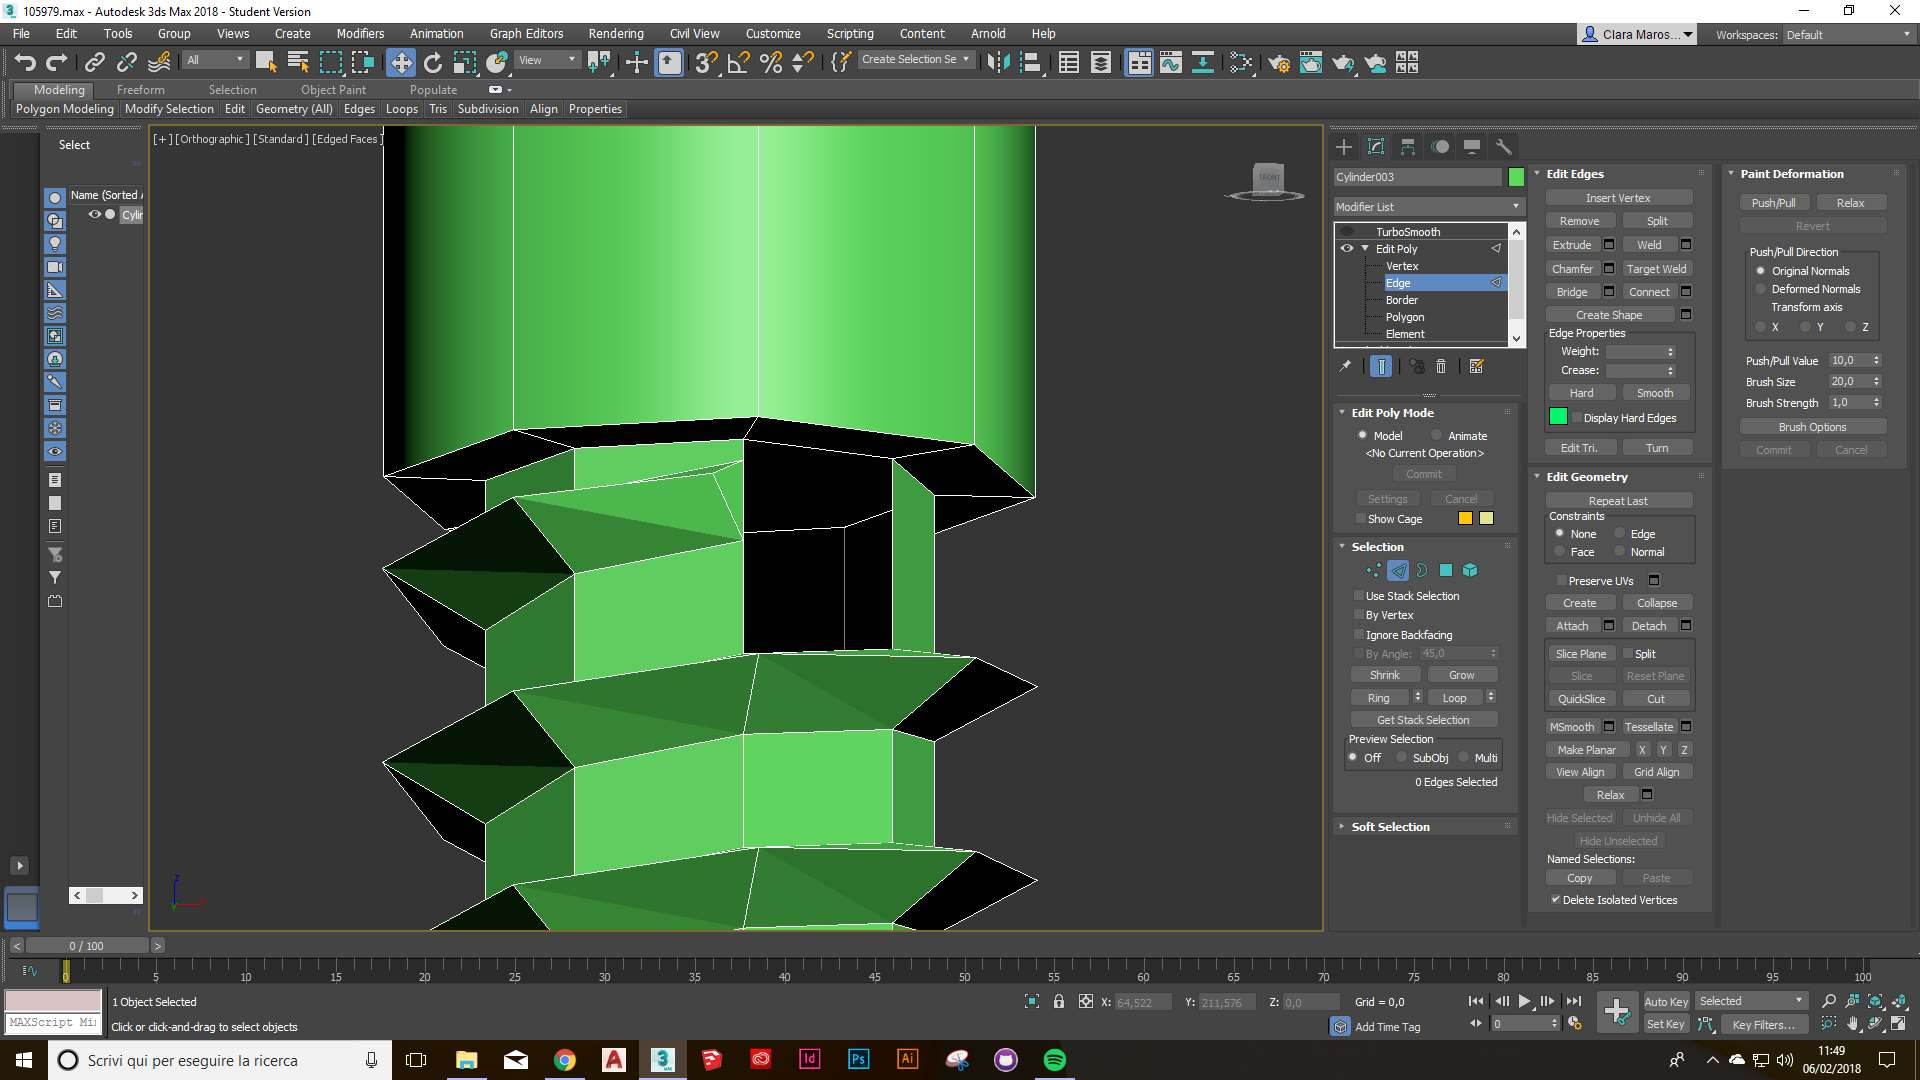 105979.max - Autodesk 3ds Max 2018 - Student Version
File Edit Tools Group Views Create Modifiers Animation Graph Editors Rendering Civil View Customize Scripting Content Arnold Help
Clara Maros... Workspaces: Default
All View Create Selection Se
Modeling Freeform Selection Object Paint Populate
Polygon Modeling Modify Selection Edit Geometry (All) Edges Loops Tris Subdivision Align Properties
Select
Name (Sorted A
Cylin
[+] [Orthographic] [Standard] [Edged Faces]
FRONT
z
Cylinder003
Modifier List
TurboSmooth
Edit Poly
Vertex
Edge
Border
Polygon
Element
Edit Poly Mode
Model Animate
<No Current Operation>
Commit
Settings Cancel
Show Cage
Selection
Use Stack Selection
By Vertex
Ignore Backfacing
By Angle: 45,0
Shrink Grow
Ring Loop
Get Stack Selection
Preview Selection
Off SubObj Multi
0 Edges Selected
Soft Selection
Edit Edges
Insert Vertex
Remove Split
Extrude Weld
Chamfer Target Weld
Bridge Connect
Create Shape
Edge Properties
Weight:
Crease:
Hard Smooth
Display Hard Edges
Edit Tri. Turn
Edit Geometry
Repeat Last
Constraints
None Edge
Face Normal
Preserve UVs
Create Collapse
Attach Detach
Slice Plane Split
Slice Reset Plane
QuickSlice Cut
MSmooth Tessellate
Make Planar X Y Z
View Align Grid Align
Relax
Hide Selected Unhide All
Hide Unselected
Named Selections:
Copy Paste
Delete Isolated Vertices
Paint Deformation
Push/Pull Relax
Revert
Push/Pull Direction
Original Normals
Deformed Normals
Transform axis
X Y Z
Push/Pull Value 10,0
Brush Size 20,0
Brush Strength 1,0
Brush Options
Commit Cancel
< 0 / 100 >
0 5 10 15 20 25 30 35 40 45 50 55 60 65 70 75 80 85 90 95 100
1 Object Selected
X: 64,522 Y: 211,576 Z: 0,0 Grid = 0,0
Auto Key Selected
MAXScript Mi
Click or click-and-drag to select objects
Add Time Tag
0
Set Key Key Filters...
Scrivi qui per eseguire la ricerca
A 3 MAX Id Ps Ai
11:49
06/02/2018